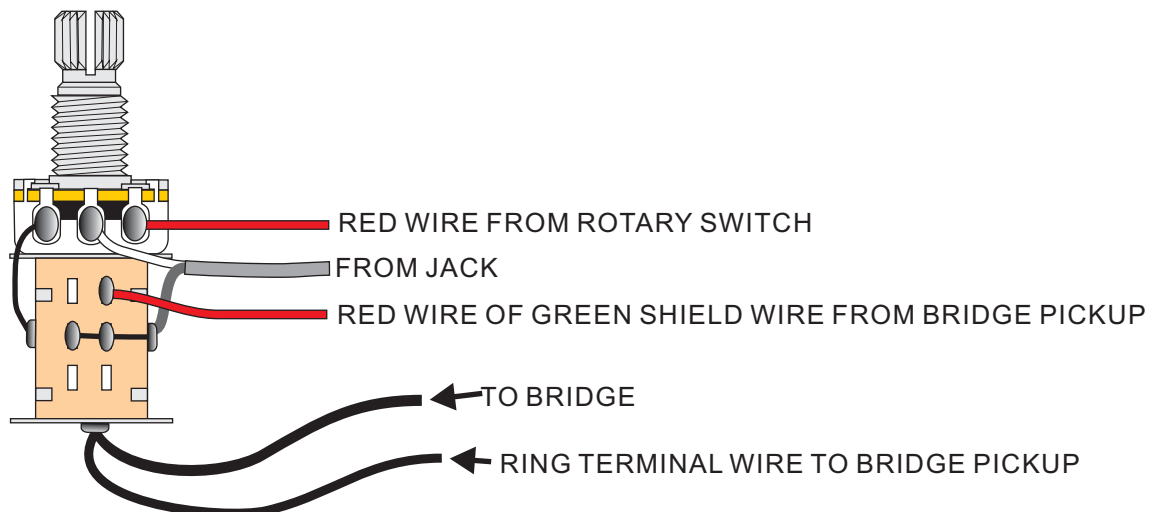 RED WIRE FROM ROTARY SWITCH
FROM JACK
RED WIRE OF GREEN SHIELD WIRE FROM BRIDGE PICKUP
TO BRIDGE
RING TERMINAL WIRE TO BRIDGE PICKUP